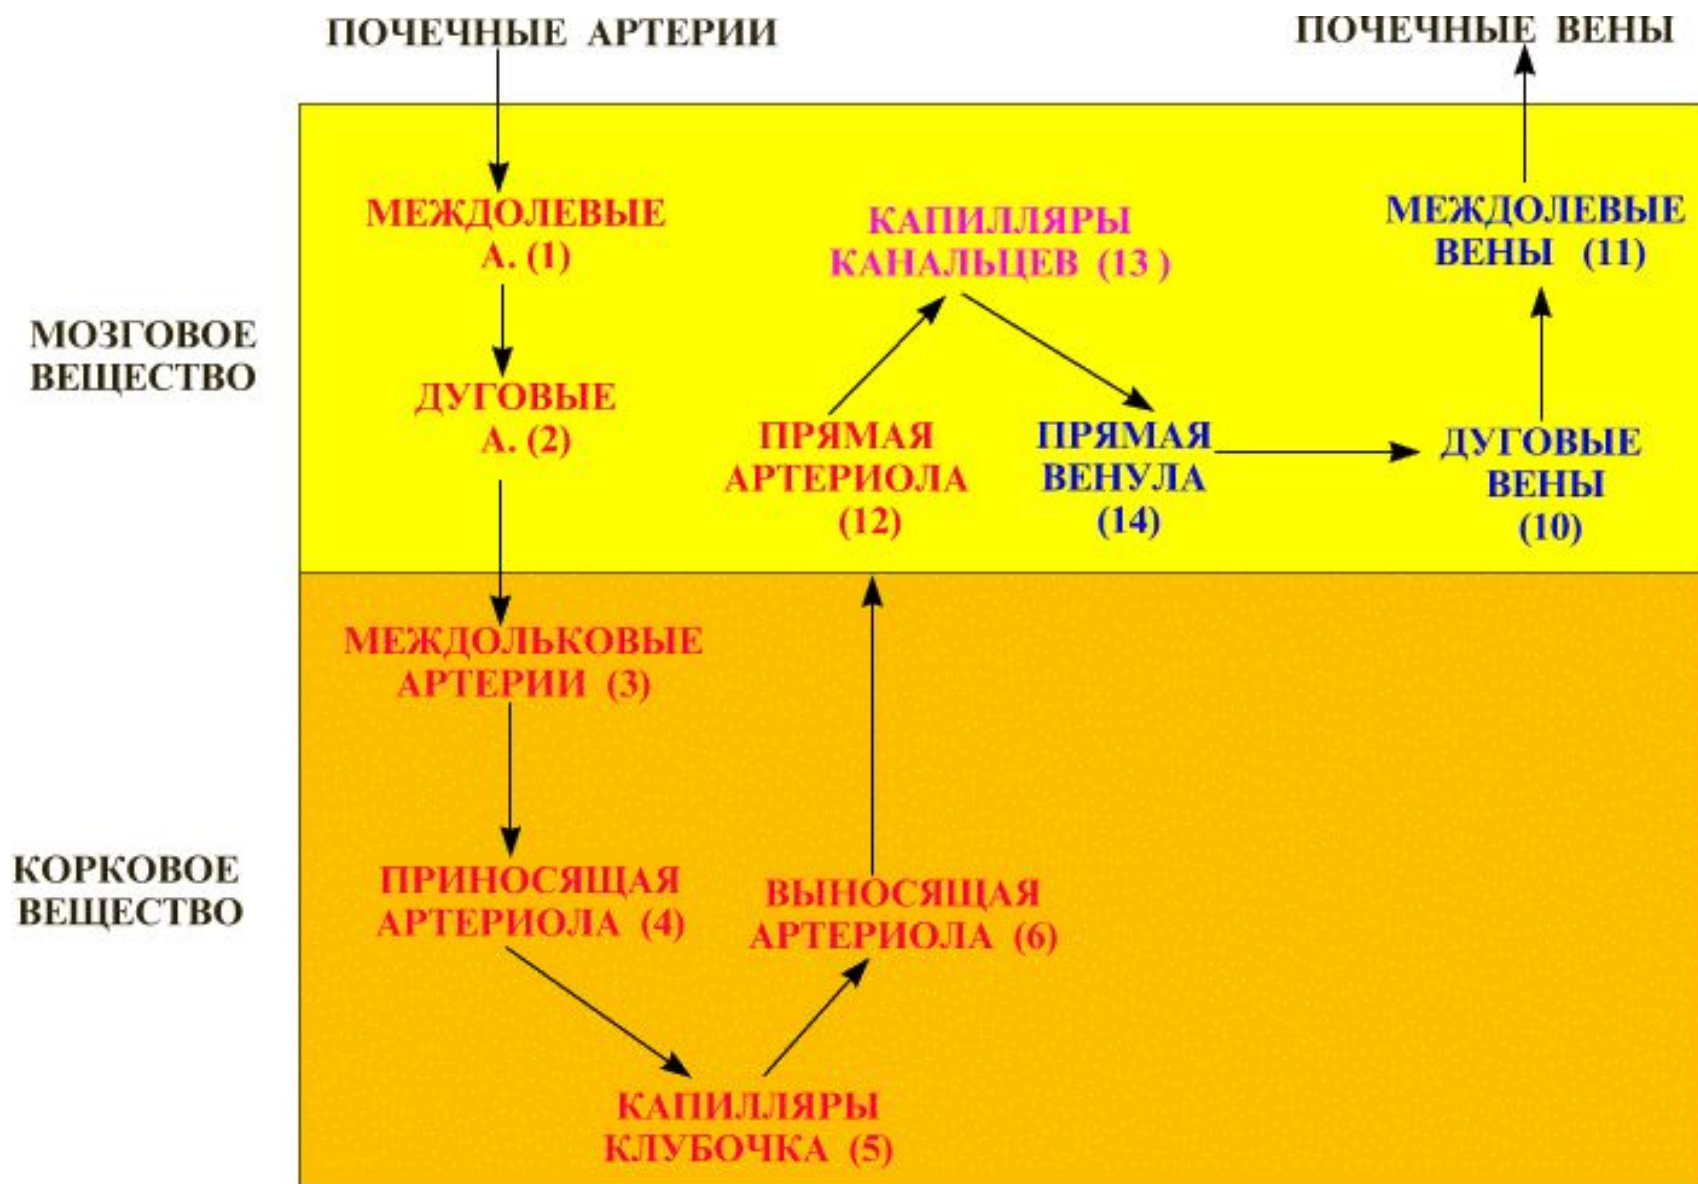 ПОЧЕЧНЫЕ АРТЕРИИ
ПОЧЕЧНЫЕ ВЕНЫ
МОЗГОВОЕ
ВЕЩЕСТВО
МЕЖДОЛЕВЫЕ
А. (1)
ДУГОВЫЕ
А. (2)
КАПИЛЛЯРЫ
КАНАЛЬЦЕВ (13 )
ПРЯМАЯ
АРТЕРИОЛА
(12)
ПРЯМАЯ
ВЕНУЛА
(14)
МЕЖДОЛЕВЫЕ
ВЕНЫ (11)
ДУГОВЫЕ
ВЕНЫ
(10)
КОРКОВОЕ
ВЕЩЕСТВО
МЕЖДОЛЬКОВЫЕ
АРТЕРИИ (3)
ПРИНОСЯЩАЯ
АРТЕРИОЛА (4)
ВЫНОСЯЩАЯ
АРТЕРИОЛА (6)
КАПИЛЛЯРЫ
КЛУБОЧКА (5)